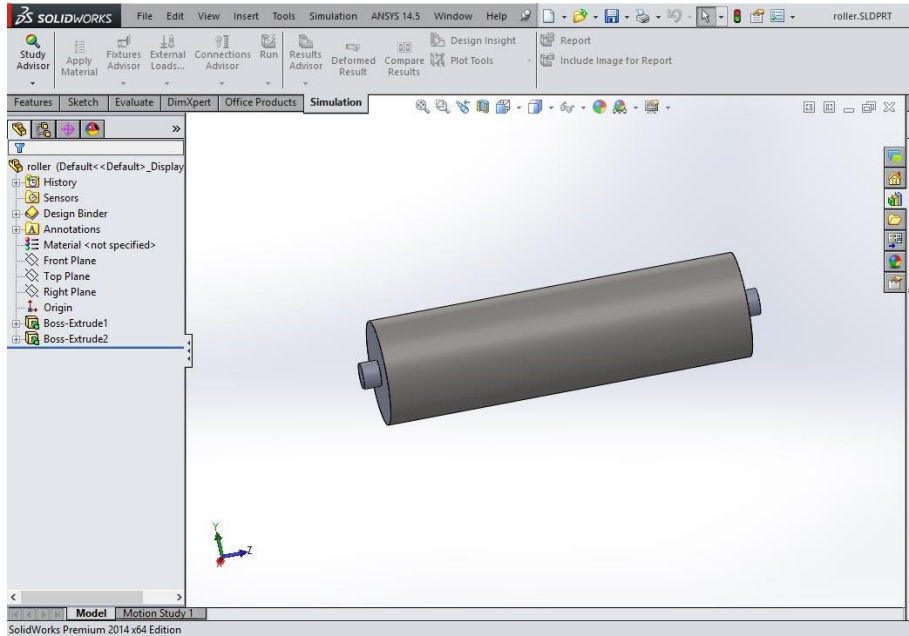 SOLIDWORKS File Edit View Insert Tools Simulation ANSYS 14.5 Window Help roller.SLDPRT
Study Advisor
Apply Material
Fixtures Advisor
External Loads...
Connections Advisor
Run
Results Advisor
Deformed Result
Compare Results
Design Insight
Plot Tools
Report
Include Image for Report
Features Sketch Evaluate DimXpert Office Products Simulation
roller (Default<<Default>_Display
History
Sensors
Design Binder
A Annotations
Material <not specified>
Front Plane
Top Plane
Right Plane
Origin
Boss-Extrude1
Boss-Extrude2
Y
Z
Model Motion Study 1
SolidWorks Premium 2014 x64 Edition